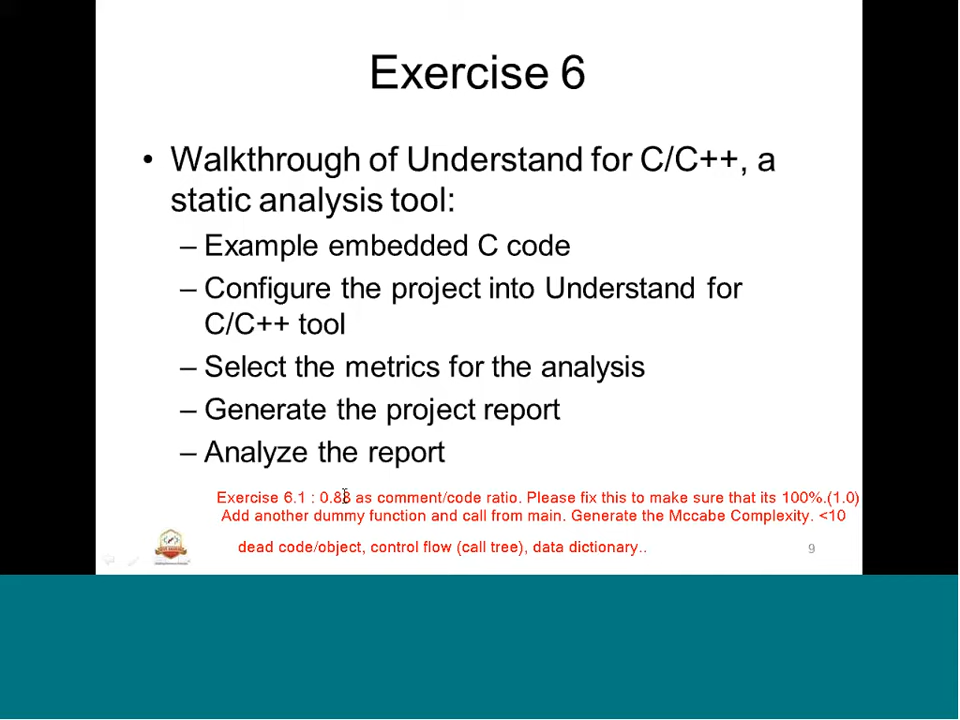 Exercise 6
• Walkthrough of Understand for C/C++, a
static analysis tool:
– Example embedded C code
– Configure the project into Understand for
C/C++ tool
– Select the metrics for the analysis
– Generate the project report
– Analyze the report
Exercise 6.1 : 0.88 as comment/code ratio. Please fix this to make sure that its 100%.(1.0)
Add another dummy function and call from main. Generate the Mccabe Complexity. <10
dead code/object, control flow (call tree), data dictionary..
9